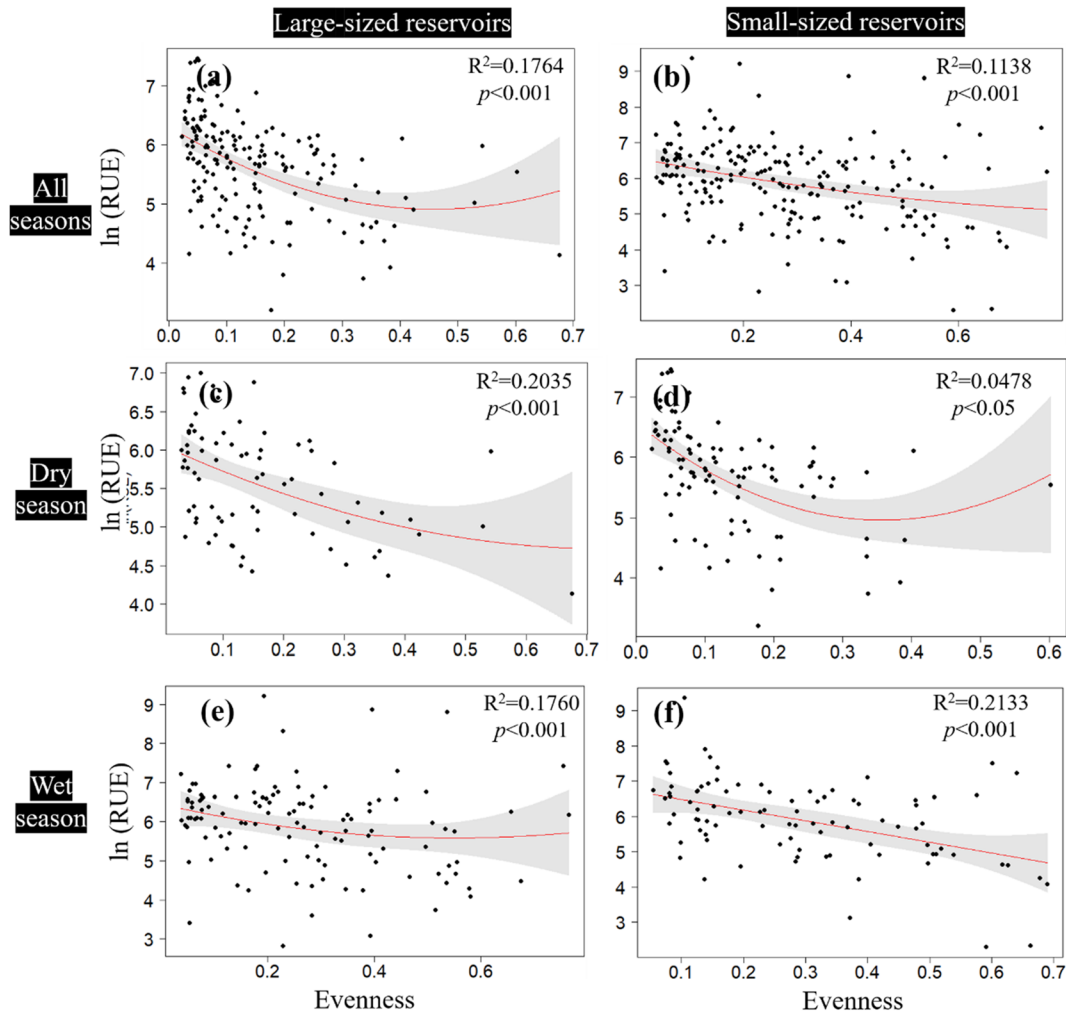 Large-sized reservoirs
Small-sized reservoirs
All
seasons
ln (RUE)
(a)
R²=0.1764
p<0.001
7
6
5
4
0.0 0.1 0.2 0.3 0.4 0.5 0.6 0.7
(b)
R²=0.1138
p<0.001
9
8
7
6
5
4
3
2
0.2 0.4 0.6
Dry
season
ln (RUE)
(c)
R²=0.2035
p<0.001
7.0
6.5
6.0
5.5
5.0
4.5
4.0
0.1 0.2 0.3 0.4 0.5 0.6 0.7
(d)
R²=0.0478
p<0.05
7
6
5
4
3
0.0 0.1 0.2 0.3 0.4 0.5 0.6
Wet
season
ln (RUE)
(e)
R²=0.1760
p<0.001
9
8
7
6
5
4
3
0.2 0.4 0.6
Evenness
(f)
R²=0.2133
p<0.001
9
8
7
6
5
4
3
0.1 0.2 0.3 0.4 0.5 0.6 0.7
Evenness